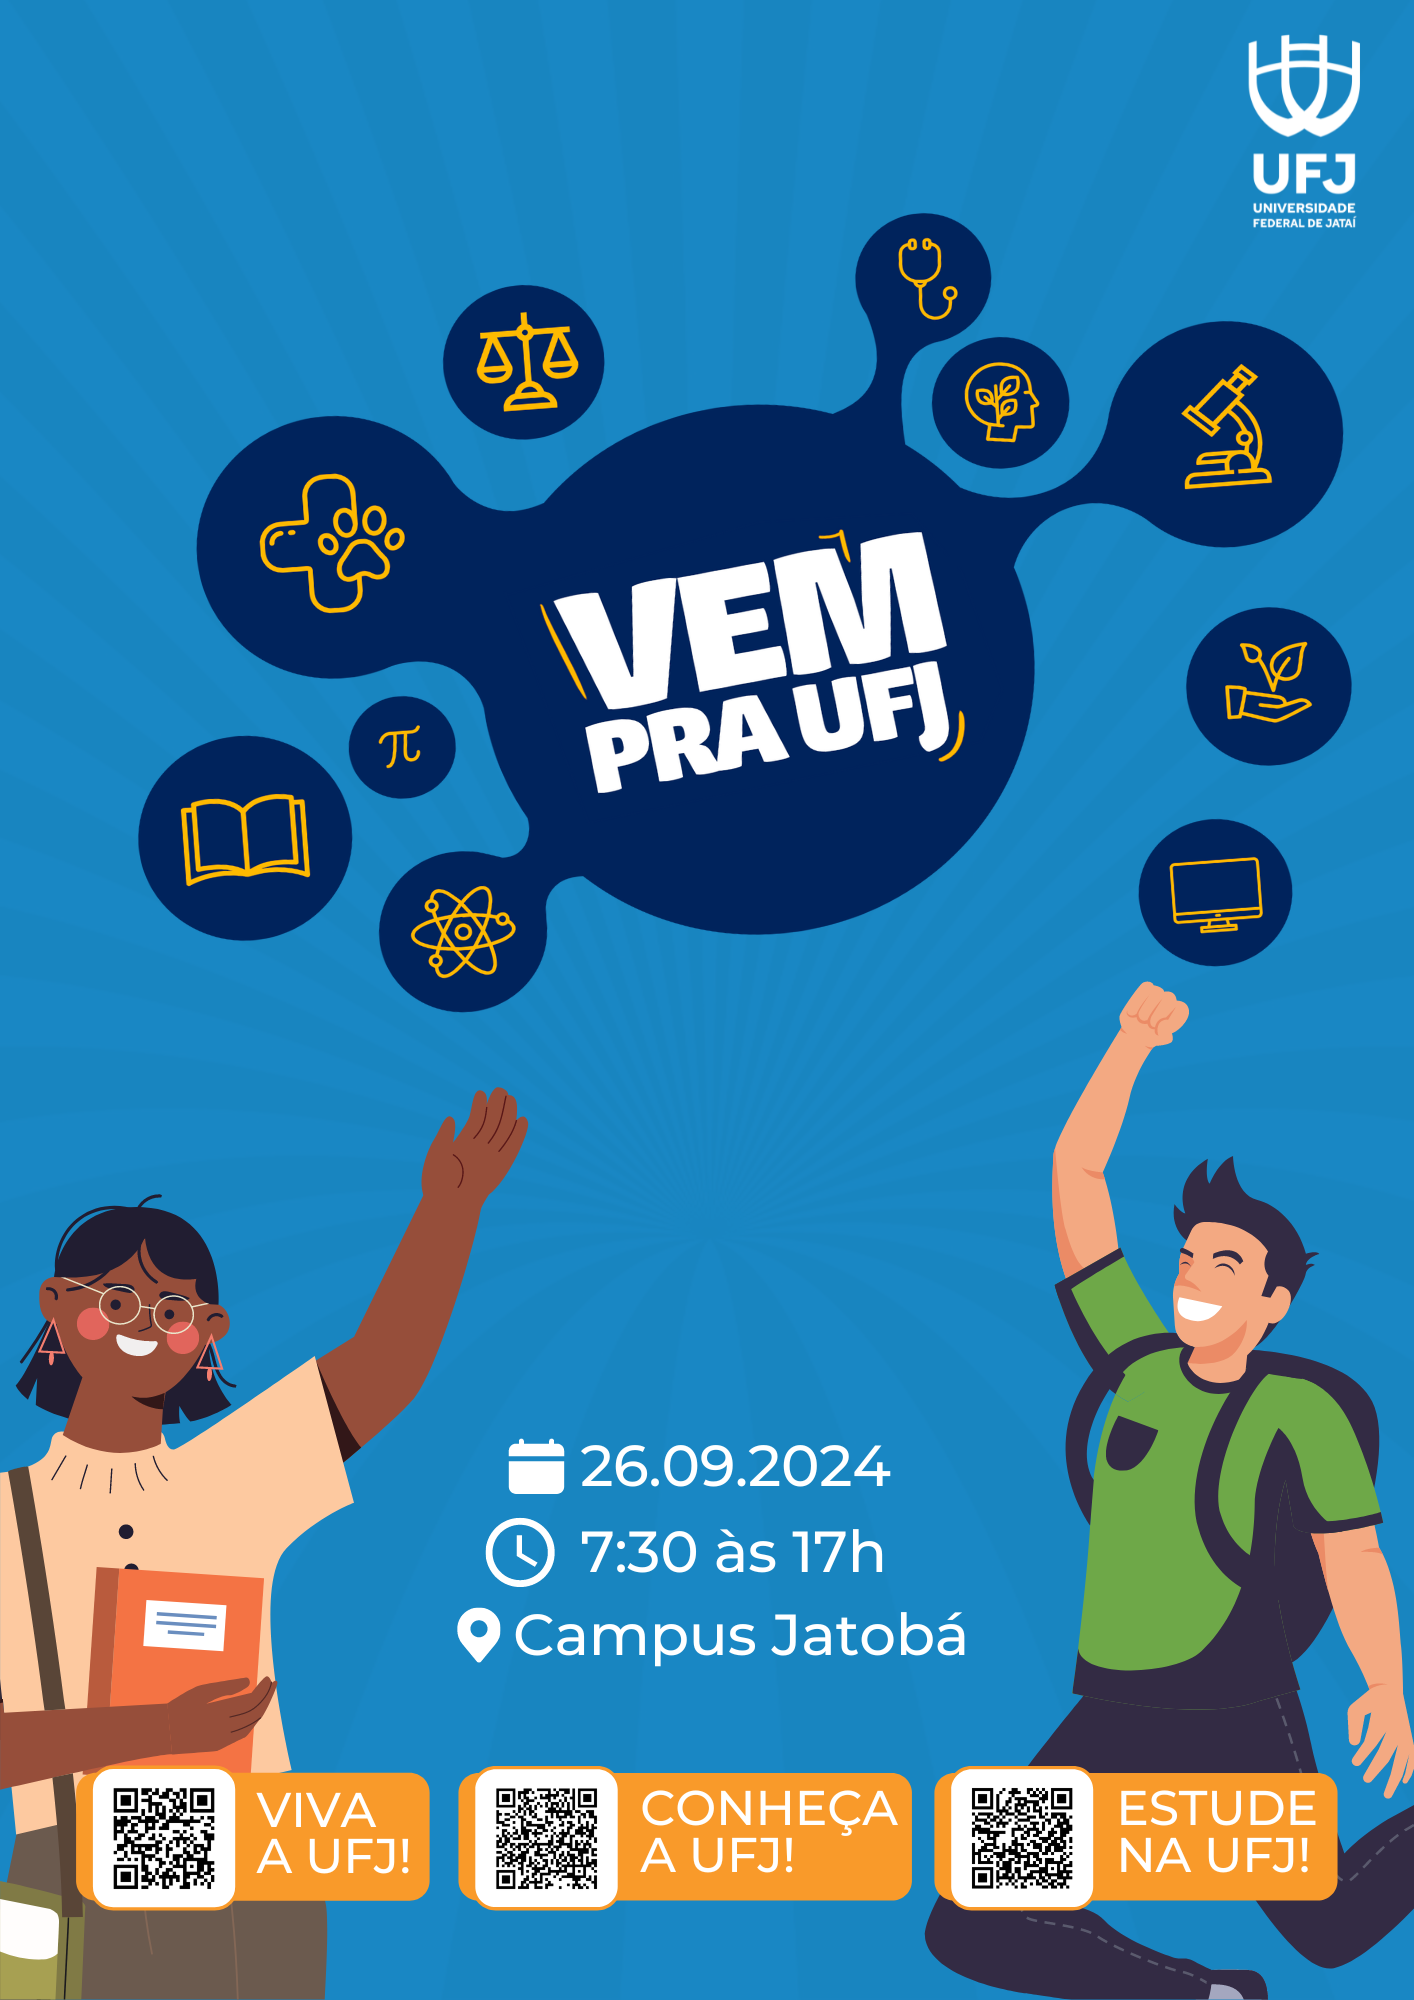 UFJ
UNIVERSIDADE
FEDERAL DE JATAÍ
VEM
PRA UFJ
π
26.09.2024
7:30 às 17h
Campus Jatobá
VIVA
A UFJ!
CONHEÇA
A UFJ!
ESTUDE
NA UFJ!